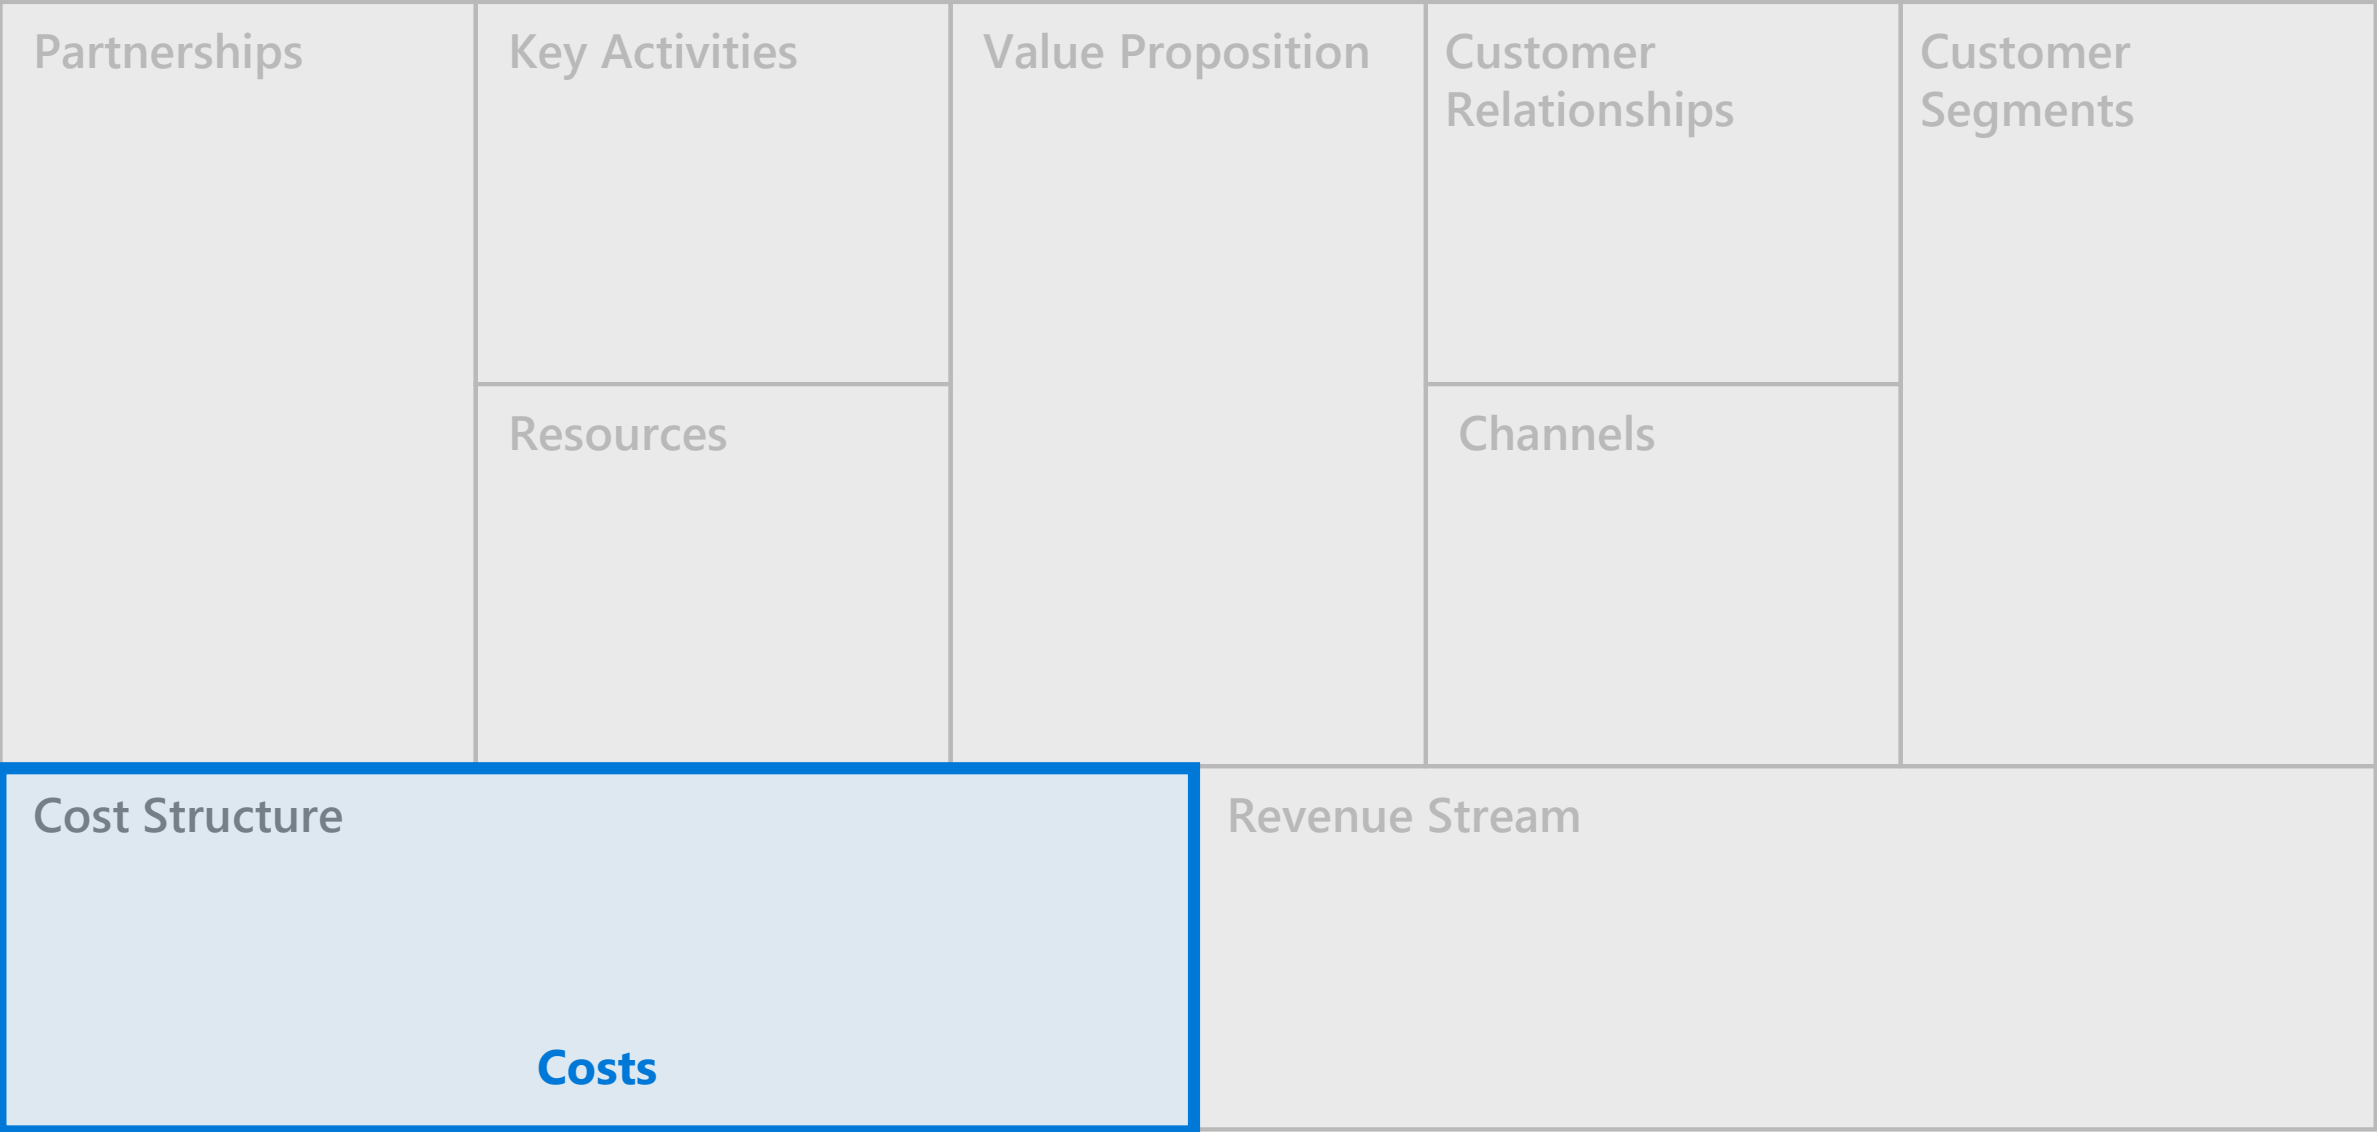 Partnerships
Key Activities
Value Proposition
Customer
Relationships
Customer
Segments
Resources
Channels
Cost Structure
Costs
Revenue Stream